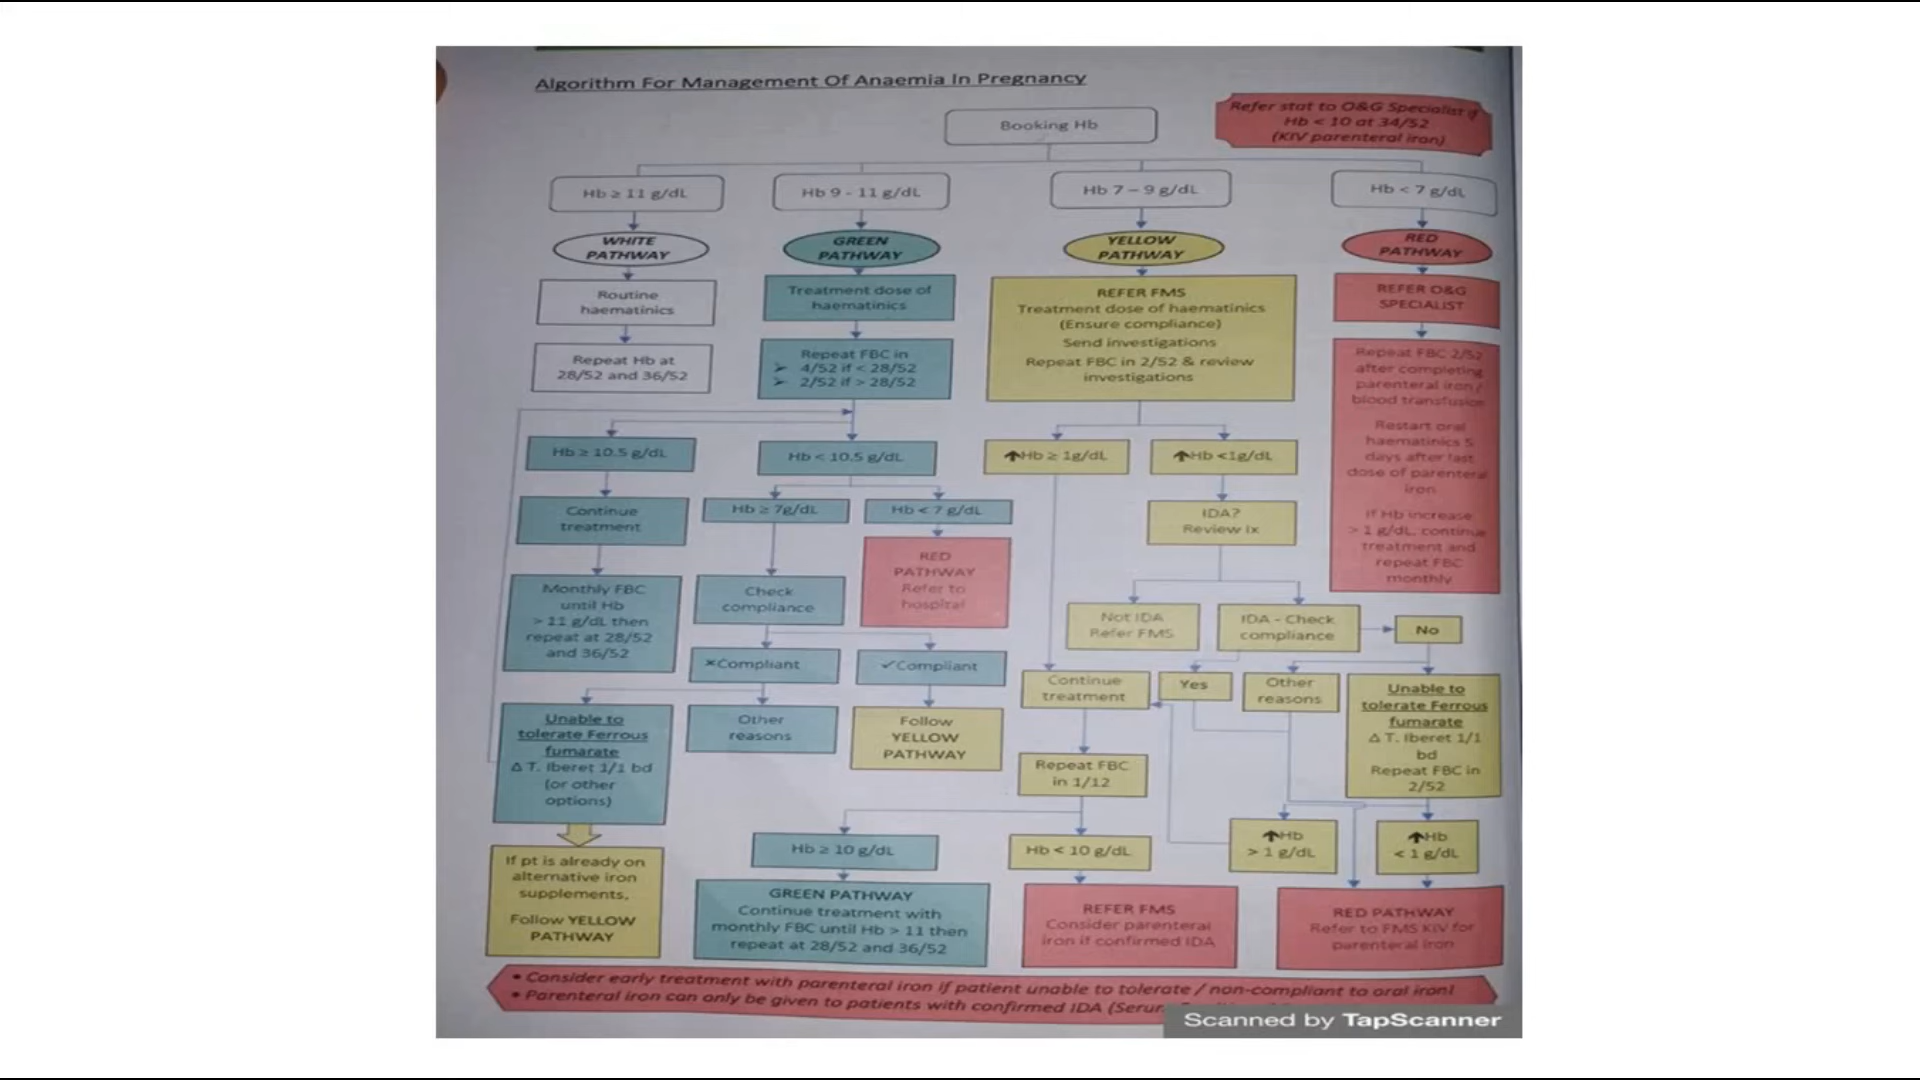 Algorithm For Management Of Anaemia In Pregnancy
Booking Hb
Refer stat to O&G Specialist if
Hb < 10 at 34/52
(KIV parenteral iron)
Hb ≥ 11 g/dL
Hb 9 - 11 g/dL
Hb 7 – 9 g/dL
Hb < 7 g/dL
WHITE
PATHWAY
GREEN
PATHWAY
YELLOW
PATHWAY
RED
PATHWAY
Routine
haematinics
Repeat Hb at
28/52 and 36/52
Treatment dose of
haematinics
Repeat FBC in
➤ 4/52 if < 28/52
➤ 2/52 if > 28/52
REFER FMS
Treatment dose of haematinics
(Ensure compliance)
Send investigations
Repeat FBC in 2/52 & review
investigations
REFER O&G
SPECIALIST
Repeat FBC 2/52
after completing
parenteral iron /
blood transfusion
Restart oral
haematinics 5
days after last
dose of parenteral
iron
If Hb increase
> 1 g/dL, continue
treatment and
repeat FBC
monthly
Hb ≥ 10.5 g/dL
Hb < 10.5 g/dL
↑Hb ≥ 1g/dL
↑Hb <1g/dL
Continue
treatment
Hb ≥ 7g/dL
Hb < 7 g/dL
IDA?
Review Ix
Monthly FBC
until Hb
> 11 g/dL then
repeat at 28/52
and 36/52
Check
compliance
RED
PATHWAY
Refer to
hospital
Not IDA
Refer FMS
IDA - Check
compliance
No
×Compliant
✓Compliant
Continue
treatment
Yes
Other
reasons
Unable to
tolerate Ferrous
fumarate
Δ T. Iberet 1/1
bd
Repeat FBC in
2/52
Unable to
tolerate Ferrous
fumarate
Δ T. Iberet 1/1 bd
(or other
options)
Other
reasons
Follow
YELLOW
PATHWAY
Repeat FBC
in 1/12
Hb ≥ 10 g/dL
Hb < 10 g/dL
↑Hb
> 1 g/dL
↑Hb
< 1 g/dL
If pt is already on
alternative iron
supplements,
Follow YELLOW
PATHWAY
GREEN PATHWAY
Continue treatment with
monthly FBC until Hb > 11 then
repeat at 28/52 and 36/52
REFER FMS
Consider parenteral
iron if confirmed IDA
RED PATHWAY
Refer to FMS KIV for
parenteral iron
• Consider early treatment with parenteral iron if patient unable to tolerate / non-compliant to oral iron!
• Parenteral iron can only be given to patients with confirmed IDA
Scanned by TapScanner